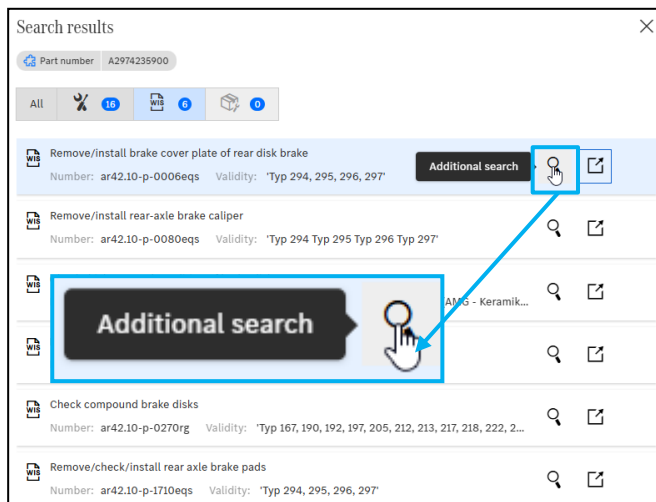 Search results
Part number A2974235900
All 16 WIS 6 0
WIS Remove/install brake cover plate of rear disk brake
Number: ar42.10-p-0006eqs Validity: 'Typ 294, 295, 296, 297'
Additional search
WIS Remove/install rear-axle brake caliper
Number: ar42.10-p-0080eqs Validity: 'Typ 294 Typ 295 Typ 296 Typ 297'
WIS
AMG - Keramik...
Additional search
WIS
WIS Check compound brake disks
Number: ar42.10-p-0270rg Validity: 'Typ 167, 190, 192, 197, 205, 212, 213, 217, 218, 222, 2...
WIS Remove/check/install rear axle brake pads
Number: ar42.10-p-1710eqs Validity: 'Typ 294, 295, 296, 297'